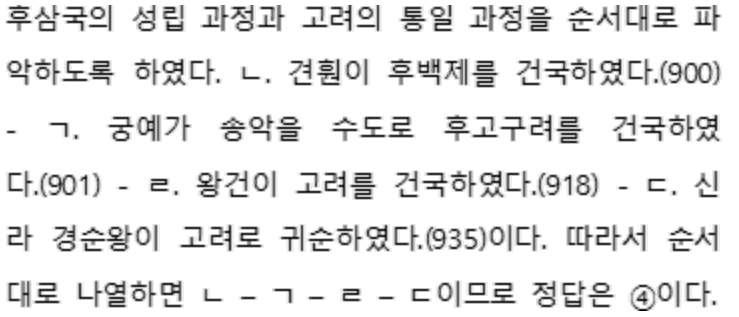 후삼국의 성립 과정과 고려의 통일 과정을 순서대로 파
악하도록 하였다. ㄴ. 견훤이 후백제를 건국하였다.(900)
- ㄱ. 궁예가 송악을 수도로 후고구려를 건국하였
다.(901) - ㄹ. 왕건이 고려를 건국하였다.(918) - ㄷ. 신
라 경순왕이 고려로 귀순하였다.(935)이다. 따라서 순서
대로 나열하면 ㄴ – ㄱ – ㄹ – ㄷ이므로 정답은 ④이다.